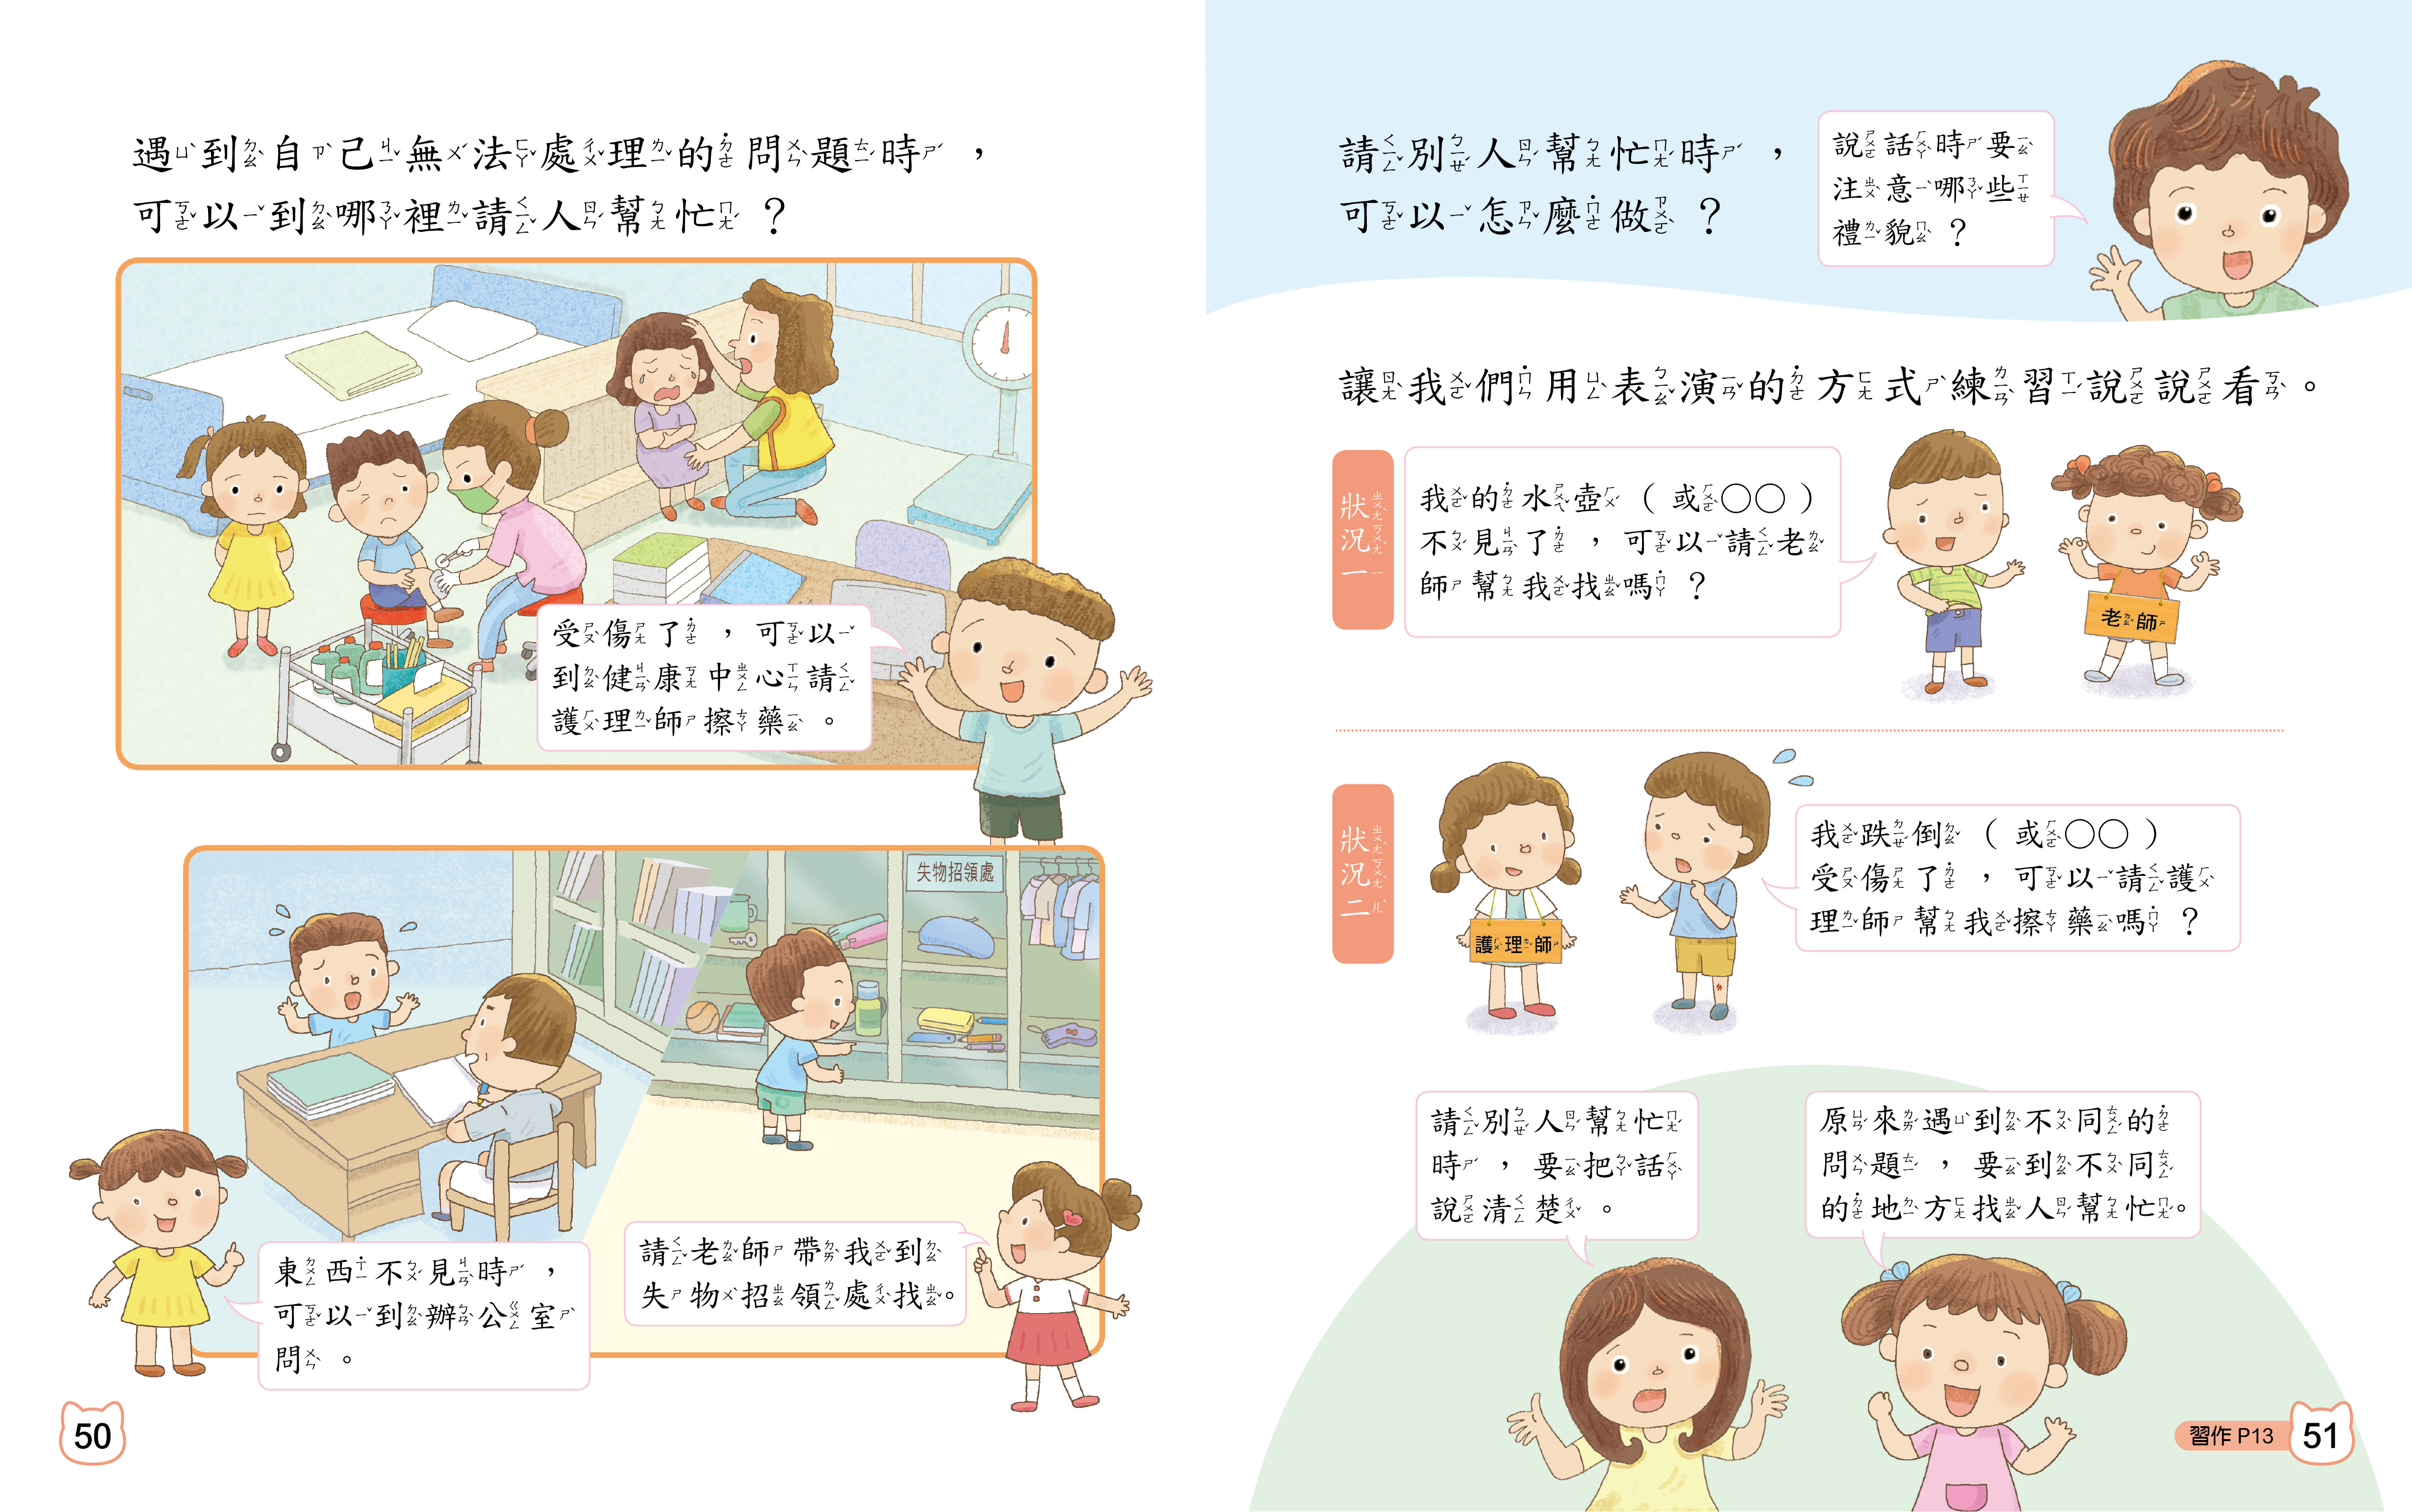 遇到自己無法處理的問題時，
可以到哪裡請人幫忙？
受傷了，可以
到健康中心請
護理師擦藥。
失物招領處
東西不見時，
可以到辦公室
問。
請老師帶我到
失物招領處找。
50
請別人幫忙時，
可以怎麼做？
說話時要
注意哪些
禮貌？
讓我們用表演的方式練習說說看。
狀況一
我的水壺（或○○）
不見了，可以請老
師幫我找嗎？
老師
狀況二
護理師
我跌倒（或○○）
受傷了，可以請護
理師幫我擦藥嗎？
請別人幫忙
時，要把話
說清楚。
原來遇到不同的
問題，要到不同
的地方找人幫忙。
習作 P13
51